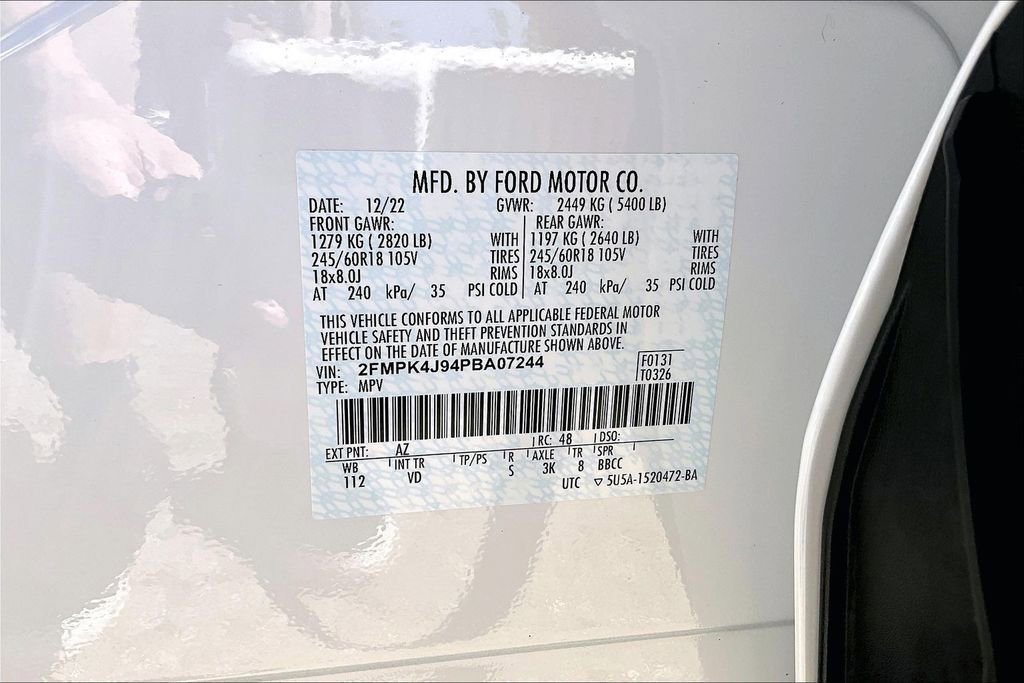 MFD. BY FORD MOTOR CO.
DATE: 12/22 GVWR: 2449 KG ( 5400 LB)
FRONT GAWR: REAR GAWR:
1279 KG ( 2820 LB) WITH 1197 KG ( 2640 LB) WITH
245/60R18 105V TIRES 245/60R18 105V TIRES
18x8.0J RIMS 18x8.0J RIMS
AT 240 kPa/ 35 PSI COLD AT 240 kPa/ 35 PSI COLD
THIS VEHICLE CONFORMS TO ALL APPLICABLE FEDERAL MOTOR
VEHICLE SAFETY AND THEFT PREVENTION STANDARDS IN
EFFECT ON THE DATE OF MANUFACTURE SHOWN ABOVE.
VIN: 2FMPK4J94PBA07244 F0131
TYPE: MPV T0326
EXT PNT: AZ RC: 48 DSO:
WB INT TR TP/PS R AXLE TR SPR
112 VD S 3K 8 BBCC
UTC ▽ 5U5A-1520472-BA